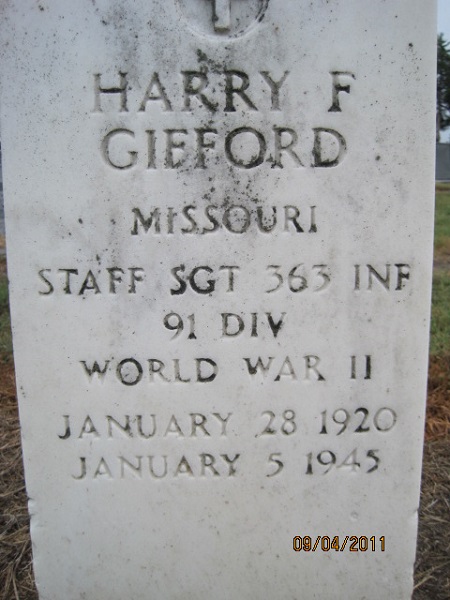 HARRY F
GIFFORD
MISSOURI
STAFF SGT 363 INF
91 DIV
WORLD WAR II
JANUARY 28 1920
JANUARY 5 1945
09/04/2011